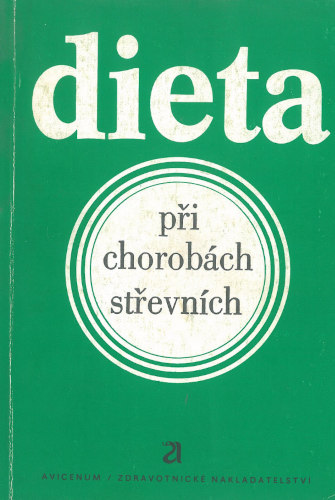 dieta
při
chorobách
střevních
AVICENUM / ZDRAVOTNICKÉ NAKLADATELSTVÍ